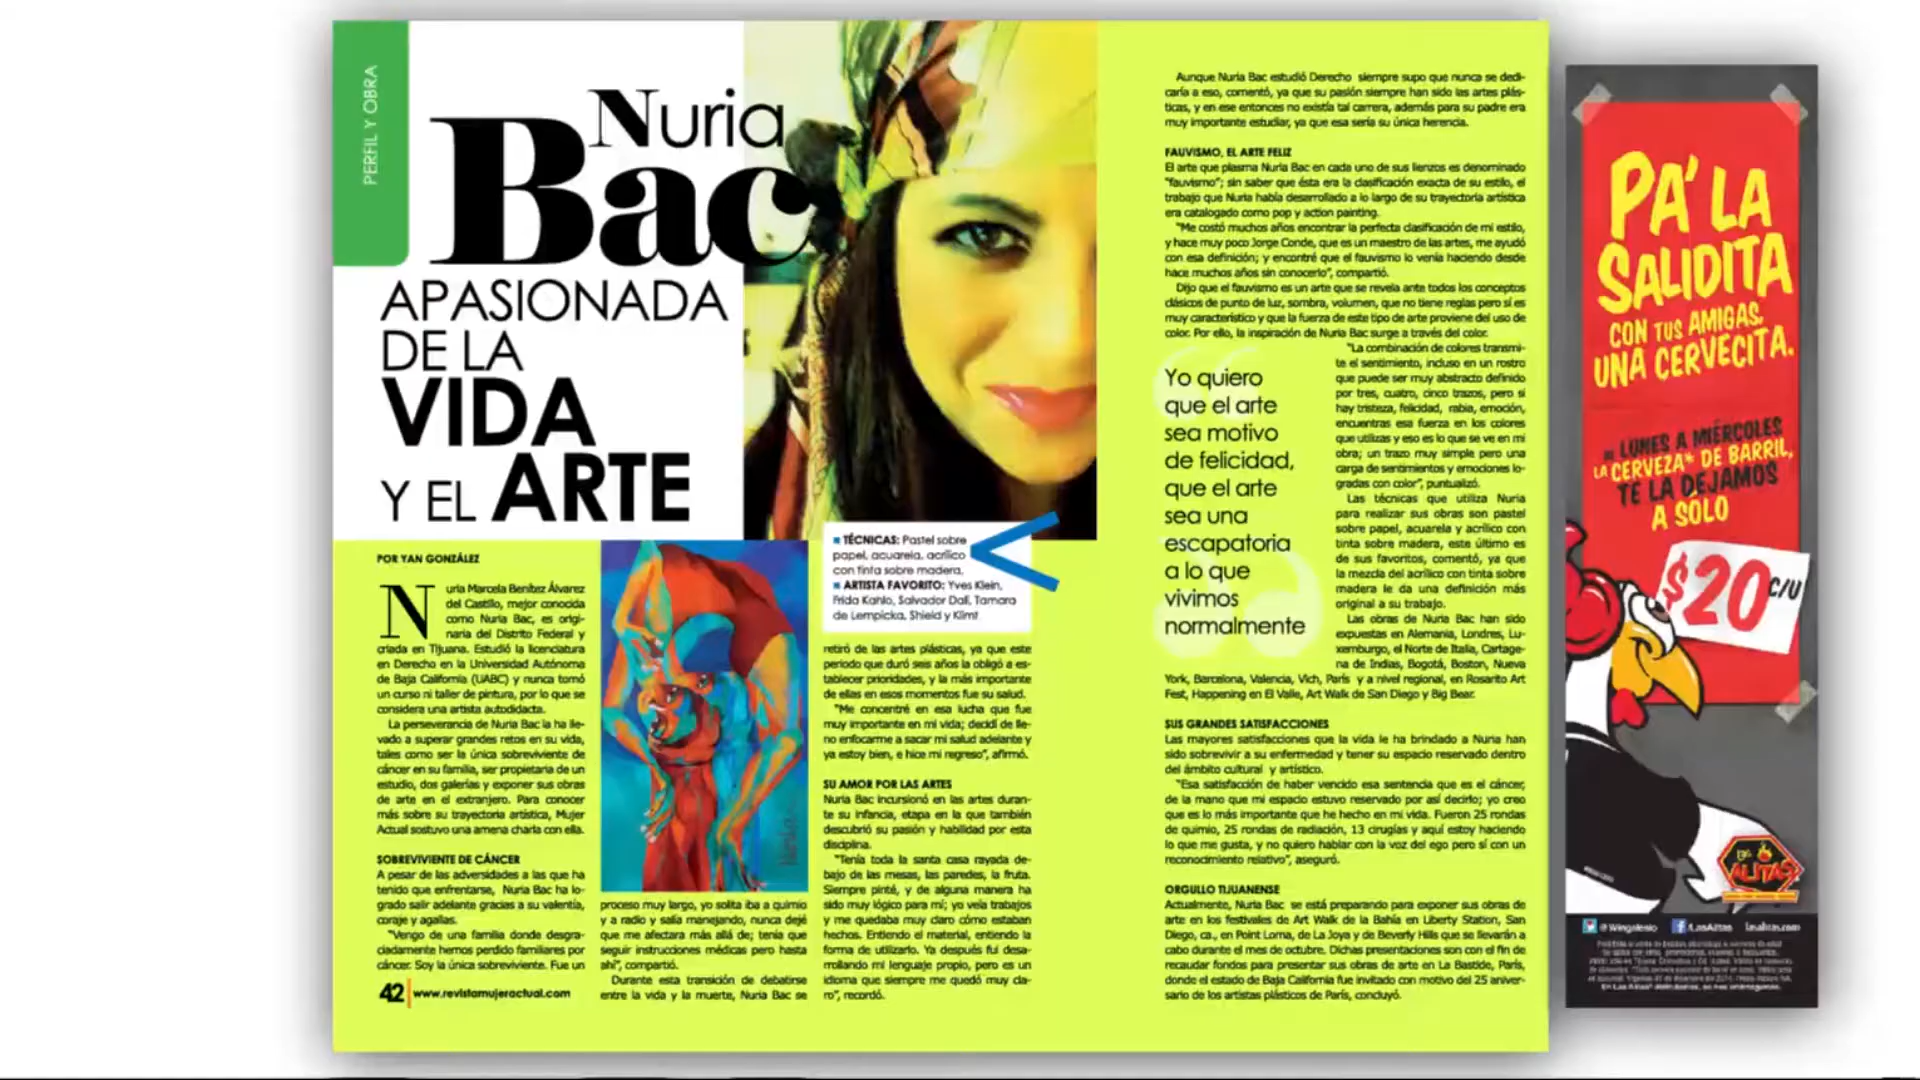 PERFIL Y OBRA
Nuria
Bac
APASIONADA
DE LA
VIDA
Y EL ARTE
POR YAN GONZÁLEZ
Nuria Marcela Benítez Álvarez
del Castillo, mejor conocida
como Nuria Bac, es origi-
naria del Distrito Federal y
criada en Tijuana. Estudió la licenciatura
en Derecho en la Universidad Autónoma
de Baja California (UABC) y nunca tomó
un curso ni taller de pintura, por lo que se
considera una artista autodidacta.
La perseverancia de Nuria Bac la ha lle-
vado a superar grandes retos en su vida,
tales como ser la única sobreviviente de
cáncer en su familia, ser propietaria de un
estudio, dos galerías y exponer sus obras
de arte en el extranjero. Para conocer
más sobre su trayectoria artística, Mujer
Actual sostuvo una amena charla con ella.
SOBREVIVIENTE DE CÁNCER
A pesar de las adversidades a las que ha
tenido que enfrentarse, Nuria Bac ha lo-
grado salir adelante gracias a su valentía,
coraje y agallas.
"Vengo de una familia donde desgra-
ciadamente hemos perdido familiares por
cáncer. Soy la única sobreviviente. Fue un
42 www.revistamujeractual.com
proceso muy largo, yo solita iba a quimio
y a radio y salía manejando, nunca dejé
que me afectara más allá de; tenía que
seguir instrucciones médicas pero hasta
ahí", compartió.
Durante esta transición de debatirse
entre la vida y la muerte, Nuria Bac se
TÉCNICAS: Pastel sobre
papel, acuarela, acrílico
con tinta sobre madera.
ARTISTA FAVORITO: Yves Klein,
Frida Kahlo, Salvador Dalí, Tamara
de Lempicka, Shield y Klimt
retiró de las artes plásticas, ya que este
periodo que duró seis años la obligó a es-
tablecer prioridades, y la más importante
de ellas en esos momentos fue su salud.
"Me concentré en esa lucha que fue
muy importante en mi vida; decidí de lle-
no enfocarme a sacar mi salud adelante y
ya estoy bien, e hice mi regreso", afirmó.
SU AMOR POR LAS ARTES
Nuria Bac incursionó en las artes duran-
te su infancia, etapa en la que también
descubrió su pasión y habilidad por esta
disciplina.
"Tenía toda la santa casa rayada de-
bajo de las mesas, las paredes, la fruta.
Siempre pinté, y de alguna manera ha
sido muy lógico para mí; yo veía trabajos
y me quedaba muy claro cómo estaban
hechos. Entiendo el material, entiendo la
forma de utilizarlo. Ya después fui desa-
rrollando mi lenguaje propio, pero es un
idioma que siempre me quedó muy cla-
ro", recordó.
Aunque Nuria Bac estudió Derecho siempre supo que nunca se dedi-
caría a eso, comentó, ya que su pasión siempre han sido las artes plás-
ticas, y en ese entonces no existía tal carrera, además para su padre era
muy importante estudiar, ya que esa sería su única herencia.
FAUVISMO, EL ARTE FELIZ
El arte que plasma Nuria Bac en cada uno de sus lienzos es denominado
"fauvismo"; sin saber que ésta era la clasificación exacta de su estilo, el
trabajo que Nuria había desarrollado a lo largo de su trayectoria artística
era catalogado como pop y action painting.
"Me costó muchos años encontrar la perfecta clasificación de mi estilo,
y hace muy poco Jorge Conde, que es un maestro de las artes, me ayudó
con esa definición; y encontré que el fauvismo lo venía haciendo desde
hace muchos años sin conocerlo", compartió.
Dijo que el fauvismo es un arte que se revela ante todos los conceptos
clásicos de punto de luz, sombra, volumen, que no tiene reglas pero sí es
muy característico y que la fuerza de este tipo de arte proviene del uso de
color. Por ello, la inspiración de Nuria Bac surge a través del color.
"La combinación de colores transmi-
te el sentimiento, incluso en un rostro
que puede ser muy abstracto definido
por tres, cuatro, cinco trazos, pero si
hay tristeza, felicidad, rabia, emoción,
encuentras esa fuerza en los colores
que utilizas y eso es lo que se ve en mi
obra; un trazo muy simple pero una
carga de sentimientos y emociones lo-
gradas con color", puntualizó.
Las técnicas que utiliza Nuria
para realizar sus obras son pastel
sobre papel, acuarela y acrílico con
tinta sobre madera, este último es
de sus favoritos, comentó, ya que
la mezcla del acrílico con tinta sobre
madera le da una definición más
original a su trabajo.
Las obras de Nuria Bac han sido
expuestas en Alemania, Londres, Lu-
xemburgo, el Norte de Italia, Cartage-
na de Indias, Bogotá, Boston, Nueva
York, Barcelona, Valencia, Vich, París y a nivel regional, en Rosarito Art
Fest, Happening en El Valle, Art Walk de San Diego y Big Bear.
Yo quiero
que el arte
sea motivo
de felicidad,
que el arte
sea una
escapatoria
a lo que
vivimos
normalmente
SUS GRANDES SATISFACCIONES
Las mayores satisfacciones que la vida le ha brindado a Nuria han
sido sobrevivir a su enfermedad y tener su espacio reservado dentro
del ámbito cultural y artístico.
"Esa satisfacción de haber vencido esa sentencia que es el cáncer,
de la mano que mi espacio estuvo reservado por así decirlo; yo creo
que es lo más importante que he hecho en mi vida. Fueron 25 rondas
de quimio, 25 rondas de radiación, 13 cirugías y aquí estoy haciendo
lo que me gusta, y no quiero hablar con la voz del ego pero sí con un
reconocimiento relativo", aseguró.
ORGULLO TIJUANENSE
Actualmente, Nuria Bac se está preparando para exponer sus obras de
arte en los festivales de Art Walk de la Bahía en Liberty Station, San
Diego, ca., en Point Loma, de La Joya y de Beverly Hills que se llevarán a
cabo durante el mes de octubre. Dichas presentaciones son con el fin de
recaudar fondos para presentar sus obras de arte en La Bastide, París,
donde el estado de Baja California fue invitado con motivo del 25 aniver-
sario de los artistas plásticos de París, concluyó.
PA' LA
SALIDITA
CON TUS AMIGAS,
UNA CERVECITA.
DE LUNES A MIÉRCOLES
LA CERVEZA* DE BARRIL,
TE LA DEJAMOS
A SÓLO
$20 C/U
LAS ALITAS
@Wingslesio /LasAlitas lasalitas.com